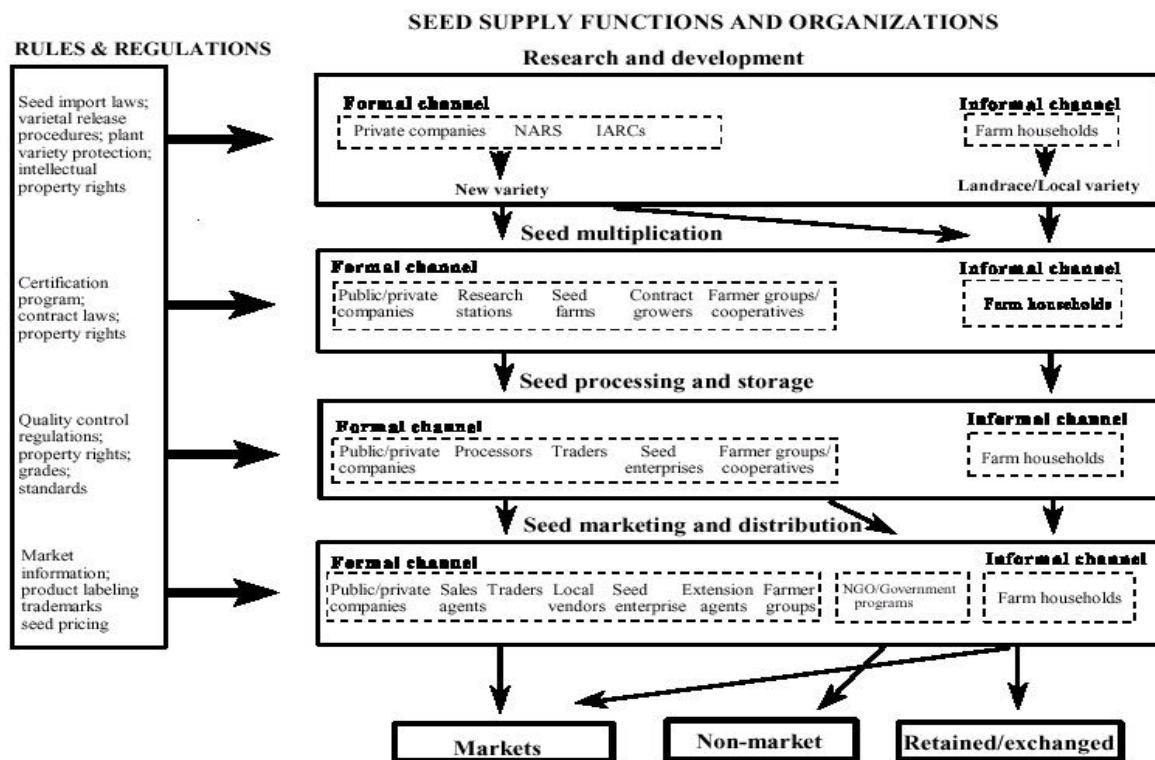 SEED SUPPLY FUNCTIONS AND ORGANIZATIONS
RULES & REGULATIONS
Seed import laws;
varietal release
procedures; plant
variety protection;
intellectual
property rights
Certification
program;
contract laws;
property rights
Quality control
regulations;
property rights;
grades;
standards
Market
information;
product labeling
trademarks
seed pricing
Research and development
Formal channel
Private companies NARS IARCs
New variety
Informal channel
Farm households
Landrace/Local variety
Seed multiplication
Formal channel
Public/private
companies
Research
stations
Seed
farms
Contract
growers
Farmer groups/
cooperatives
Informal channel
Farm households
Seed processing and storage
Formal channel
Public/private
companies
Processors
Traders
Seed
enterprises
Farmer groups/
cooperatives
Informal channel
Farm households
Seed marketing and distribution
Formal channel
Public/private
companies
Sales
agents
Traders
Local
vendors
Seed
enterprise
Extension
agents
Farmer
groups
NGO/Government
programs
Informal channel
Farm households
Markets
Non-market
Retained/exchanged